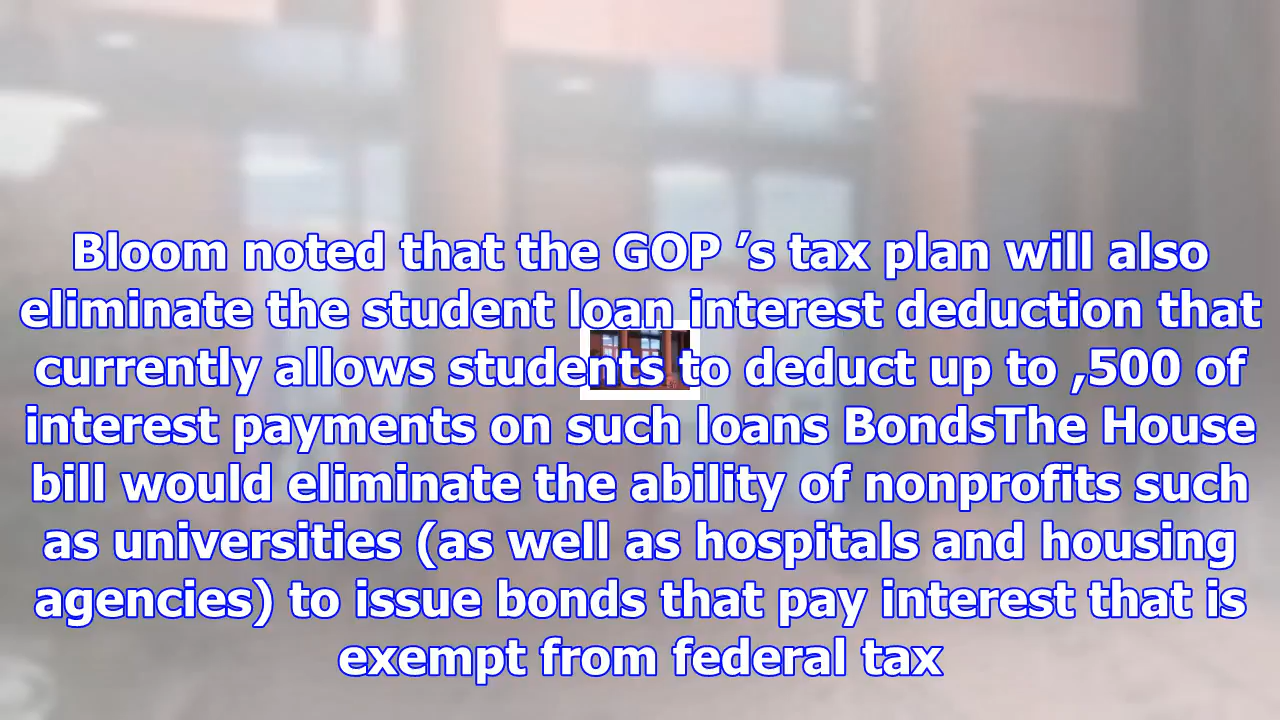 Bloom noted that the GOP ’s tax plan will also
eliminate the student loan interest deduction that
currently allows students to deduct up to ,500 of
interest payments on such loans BondsThe House
bill would eliminate the ability of nonprofits such
as universities (as well as hospitals and housing
agencies) to issue bonds that pay interest that is
exempt from federal tax